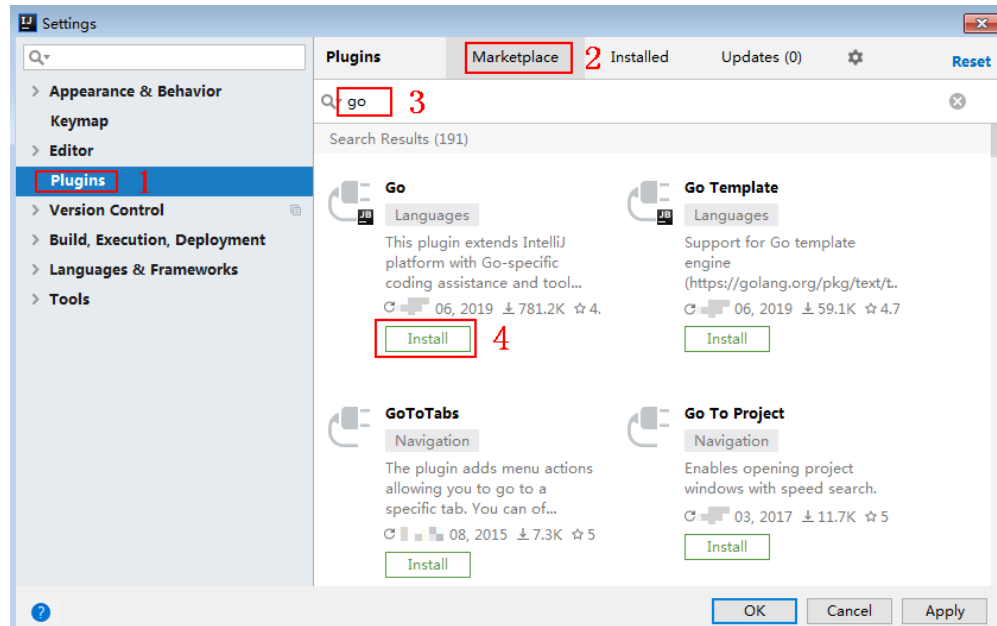 Settings
Plugins
Marketplace
2
Installed
Updates (0)
Reset
Appearance & Behavior
Keymap
Editor
Plugins
1
Version Control
Build, Execution, Deployment
Languages & Frameworks
Tools
go
3
Search Results (191)
Go
Languages
This plugin extends IntelliJ
platform with Go-specific
coding assistance and tool...
06, 2019 781.2K 4.
Install
4
Go Template
Languages
Support for Go template
engine
(https://golang.org/pkg/text/t..
06, 2019 59.1K 4.7
Install
GoToTabs
Navigation
The plugin adds menu actions
allowing you to go to a
specific tab. You can of...
08, 2015 7.3K 5
Install
Go To Project
Navigation
Enables opening project
windows with speed search.
03, 2017 11.7K 5
Install
?
OK
Cancel
Apply